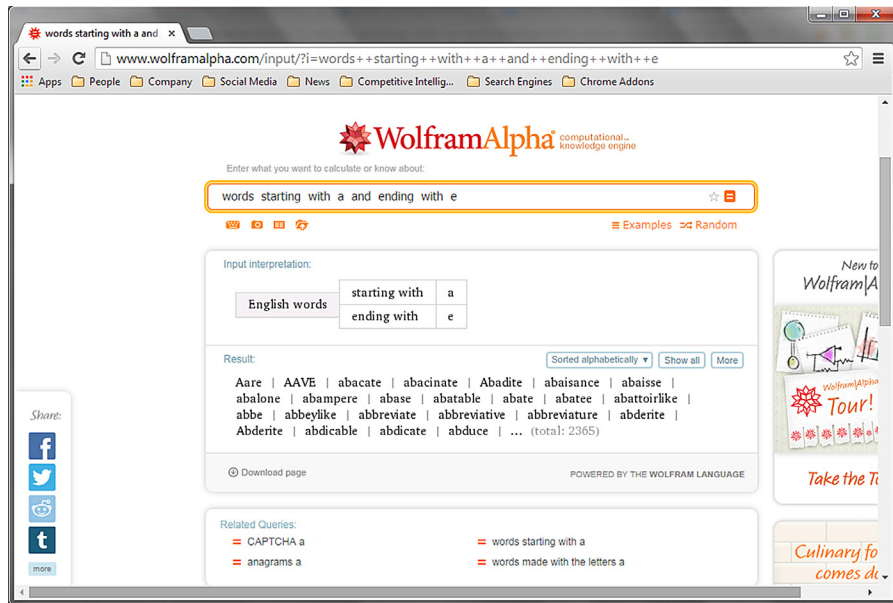 words starting with a and
www.wolframalpha.com/input/?i=words++starting++with++a++and++ending++with++e
Apps People Company Social Media News Competitive Intellig... Search Engines Chrome Addons
WolframAlpha computational... knowledge engine
Enter what you want to calculate or know about:
words starting with a and ending with e
Examples Random
Input interpretation:
English words
starting with a
ending with e
Result:
Sorted alphabetically Show all More
Aare | AAVE | abacate | abacinate | Abadite | abaisance | abaisse |
abalone | abampere | abase | abatable | abate | abatee | abattoirlike |
abbe | abbeylike | abbreviate | abbreviative | abbreviature | abderite |
Abderite | abdicable | abdicate | abduce | ... (total: 2365)
Download page
POWERED BY THE WOLFRAM LANGUAGE
Related Queries:
= CAPTCHA a
= words starting with a
= anagrams a
= words made with the letters a
Share:
f
t
more
New to
Wolfram|A
Wolfram|Alpha
Tour!
Take the To
Culinary fo
comes do